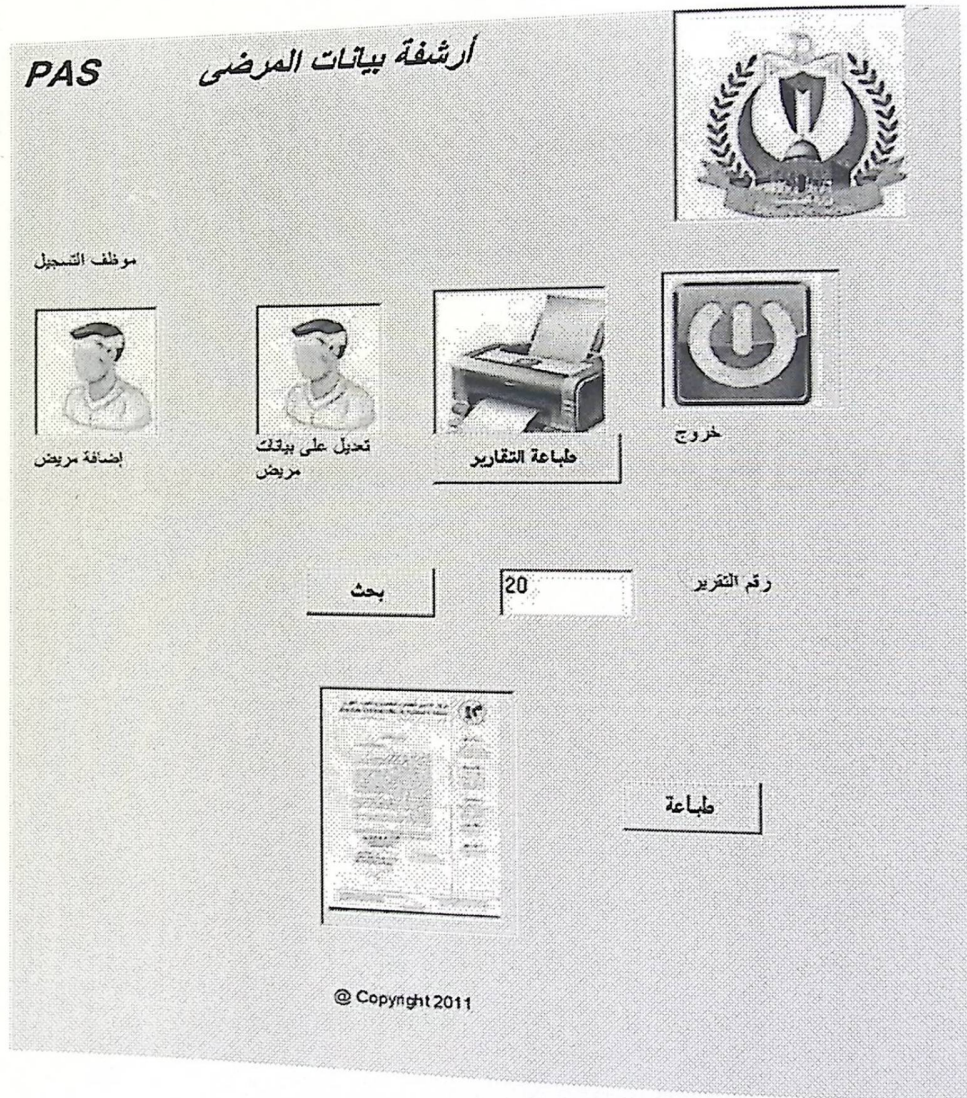 PAS
أرشفة بيانات المرضى
موظف التسجيل
إضافة مريض
تعديل على بيانات
مريض
طباعة التقارير
خروج
رقم التقرير
20
بحث
طباعة
@ Copyright 2011